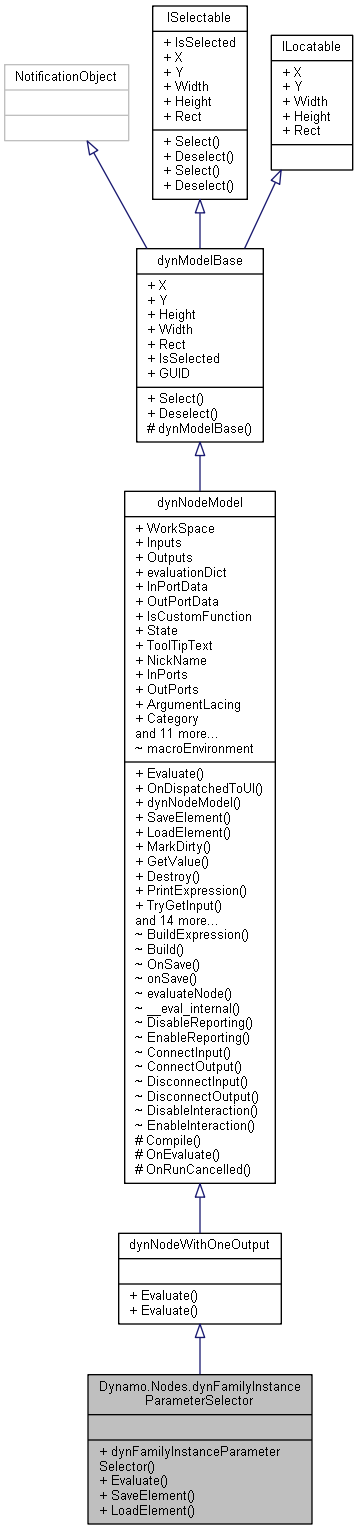 ISelectable
+ IsSelected
+ X
+ Y
+ Width
+ Height
+ Rect
+ Select()
+ Deselect()
+ Select()
+ Deselect()
ILocatable
+ X
+ Y
+ Width
+ Height
+ Rect
NotificationObject
dynModelBase
+ X
+ Y
+ Height
+ Width
+ Rect
+ IsSelected
+ GUID
+ Select()
+ Deselect()
# dynModelBase()
dynNodeModel
+ WorkSpace
+ Inputs
+ Outputs
+ evaluationDict
+ InPortData
+ OutPortData
+ IsCustomFunction
+ State
+ ToolTipText
+ NickName
+ InPorts
+ OutPorts
+ ArgumentLacing
+ Category
and 11 more...
~ macroEnvironment
+ Evaluate()
+ OnDispatchedToUI()
+ dynNodeModel()
+ SaveElement()
+ LoadElement()
+ MarkDirty()
+ GetValue()
+ Destroy()
+ PrintExpression()
+ TryGetInput()
and 14 more...
~ BuildExpression()
~ Build()
~ OnSave()
~ onSave()
~ evaluateNode()
~ __eval_internal()
~ DisableReporting()
~ EnableReporting()
~ ConnectInput()
~ ConnectOutput()
~ DisconnectInput()
~ DisconnectOutput()
~ DisableInteraction()
~ EnableInteraction()
# Compile()
# OnEvaluate()
# OnRunCancelled()
dynNodeWithOneOutput
+ Evaluate()
+ Evaluate()
Dynamo.Nodes.dynFamilyInstance
ParameterSelector
+ dynFamilyInstanceParameter
Selector()
+ Evaluate()
+ SaveElement()
+ LoadElement()